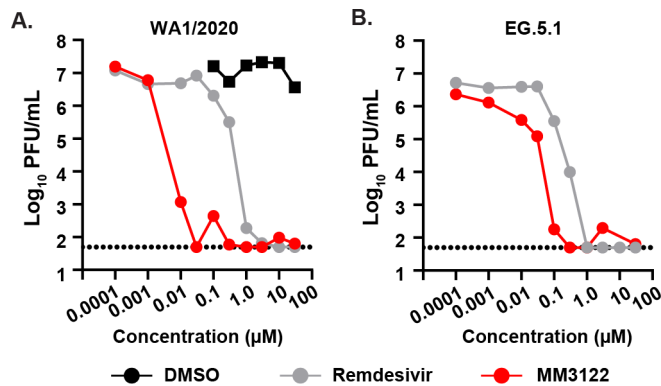 A.
WA1/2020
Log10 PFU/mL
8
7
6
5
4
3
2
1
0.0001
0.001
0.01
0.1
1.0
10
100
Concentration (µM)
B.
EG.5.1
Log10 PFU/mL
8
7
6
5
4
3
2
1
0.0001
0.001
0.01
0.1
1.0
10
100
Concentration (µM)
DMSO
Remdesivir
MM3122